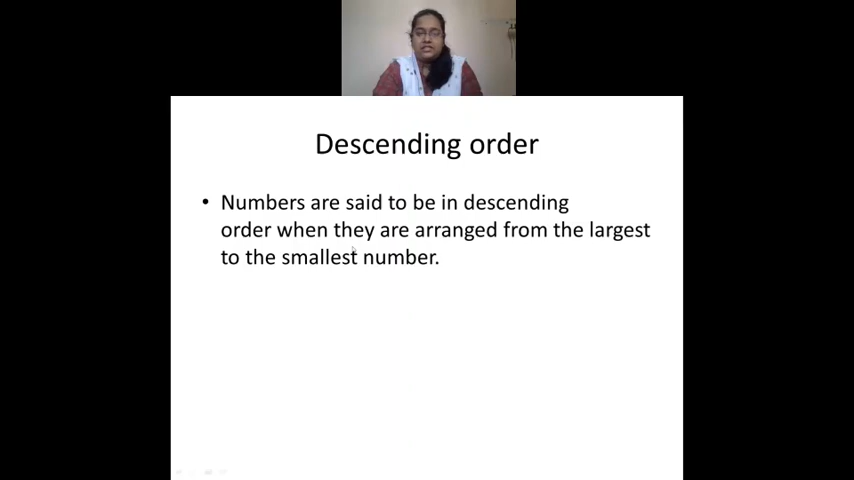 Descending order
• Numbers are said to be in descending
order when they are arranged from the largest
to the smallest number.